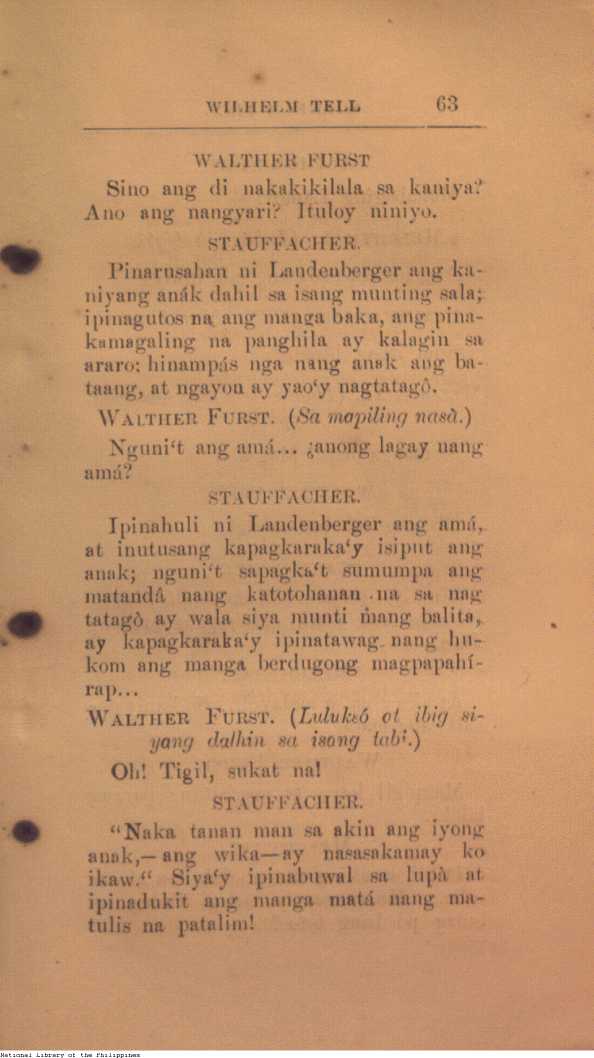 WILHELM TELL 63
WALTHER FURST
Sino ang di nakakikilala sa kaniya?
Ano ang nangyari? Ituloy niniyo.
STAUFFACHER.
Pinarusahan ni Landenberger ang ka-
niyang anák dahil sa isang munting sala;
ipinagutos na ang manga baka, ang pina-
kamagaling na panghila ay kalagin sa
araro; hinampás nga nang anak ang ba-
taang, at ngayon ay yao‘y nagtatagô.
WALTHER FURST. (Sa mapiling nasà.)
Nguni‘t ang amá... ¿anong lagay nang
amá?
STAUFFACHER.
Ipinahuli ni Landenberger ang amá,
at inutusang kapagkaraka‘y isiput ang
anak; nguni‘t sapagka‘t sumumpa ang
matandâ nang katotohanan na sa nag
tatagò ay wala siya munti m̃ang balita,
ay kapagkaraka‘y ipinatawag nang hu-
kom ang manga berdugong magpapahí-
rap...
WALTHER FURST. (Luluksó at ibig si-
yang dalhin sa isang tabi.)
Oh! Tigil, sukat na!
STAUFFACHER.
“Naka tanan man sa akin ang iyong
anak,—ang wika—ay nasasakamay ko
ikaw.“ Siya‘y ipinabuwal sa lupà at
ipinadukit ang manga matá nang ma-
tulis na patalim!
National Library of the Philippines